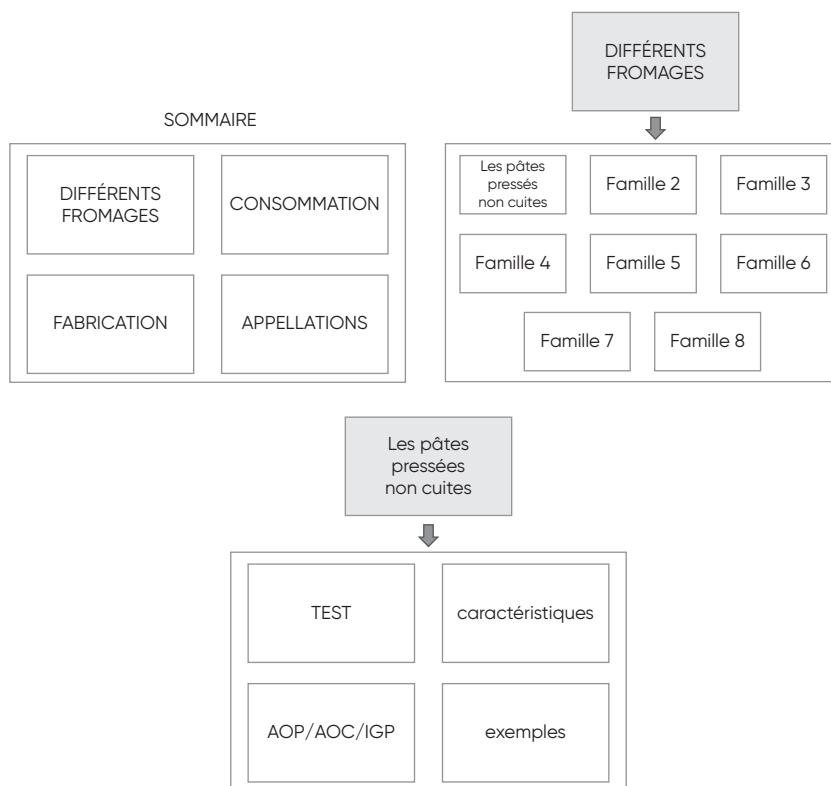 DIFFÉRENTS
FROMAGES
SOMMAIRE
DIFFÉRENTS
FROMAGES
CONSOMMATION
FABRICATION
APPELLATIONS
Les pâtes
pressés
non cuites
Famille 2
Famille 3
Famille 4
Famille 5
Famille 6
Famille 7
Famille 8
Les pâtes
pressées
non cuites
TEST
caractéristiques
AOP/AOC/IGP
exemples